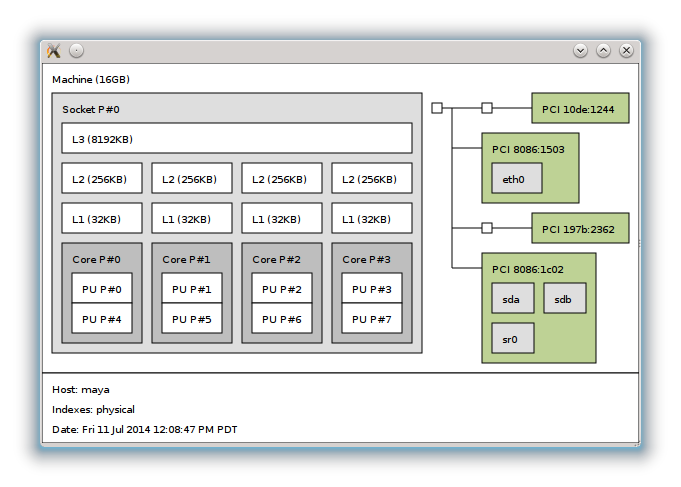 Machine (16GB)
Socket P#0
L3 (8192KB)
L2 (256KB) L2 (256KB) L2 (256KB) L2 (256KB)
L1 (32KB) L1 (32KB) L1 (32KB) L1 (32KB)
Core P#0 Core P#1 Core P#2 Core P#3
PU P#0 PU P#1 PU P#2 PU P#3
PU P#4 PU P#5 PU P#6 PU P#7
PCI 10de:1244
PCI 8086:1503
eth0
PCI 197b:2362
PCI 8086:1c02
sda sdb
sr0
Host: maya
Indexes: physical
Date: Fri 11 Jul 2014 12:08:47 PM PDT